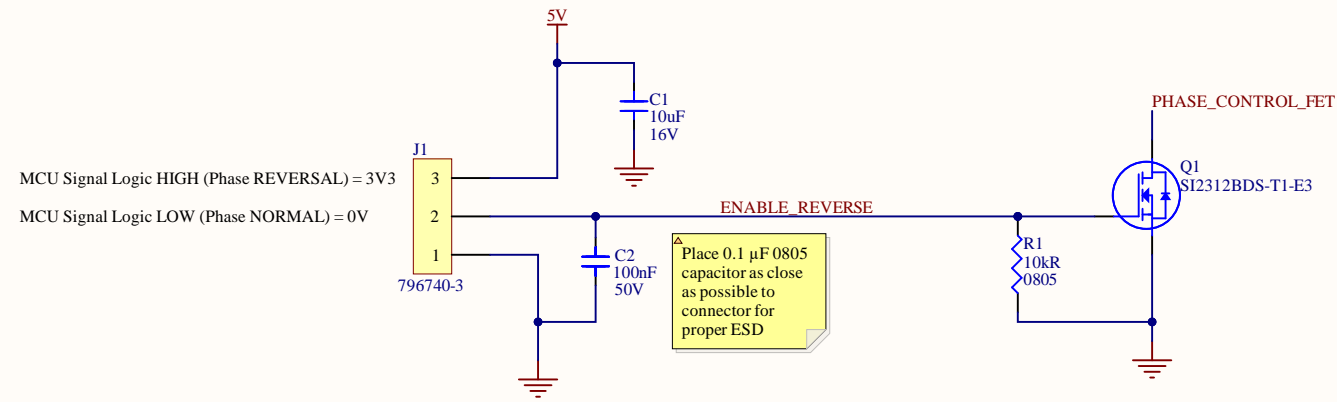 5V
C1
10uF
16V
PHASE_CONTROL_FET
J1
Q1
SI2312BDS-T1-E3
MCU Signal Logic HIGH (Phase REVERSAL) = 3V3
3
MCU Signal Logic LOW (Phase NORMAL) = 0V
2
ENABLE_REVERSE
1
C2
100nF
50V
Place 0.1 µF 0805
capacitor as close
as possible to
connector for
proper ESD
R1
10kR
0805
796740-3